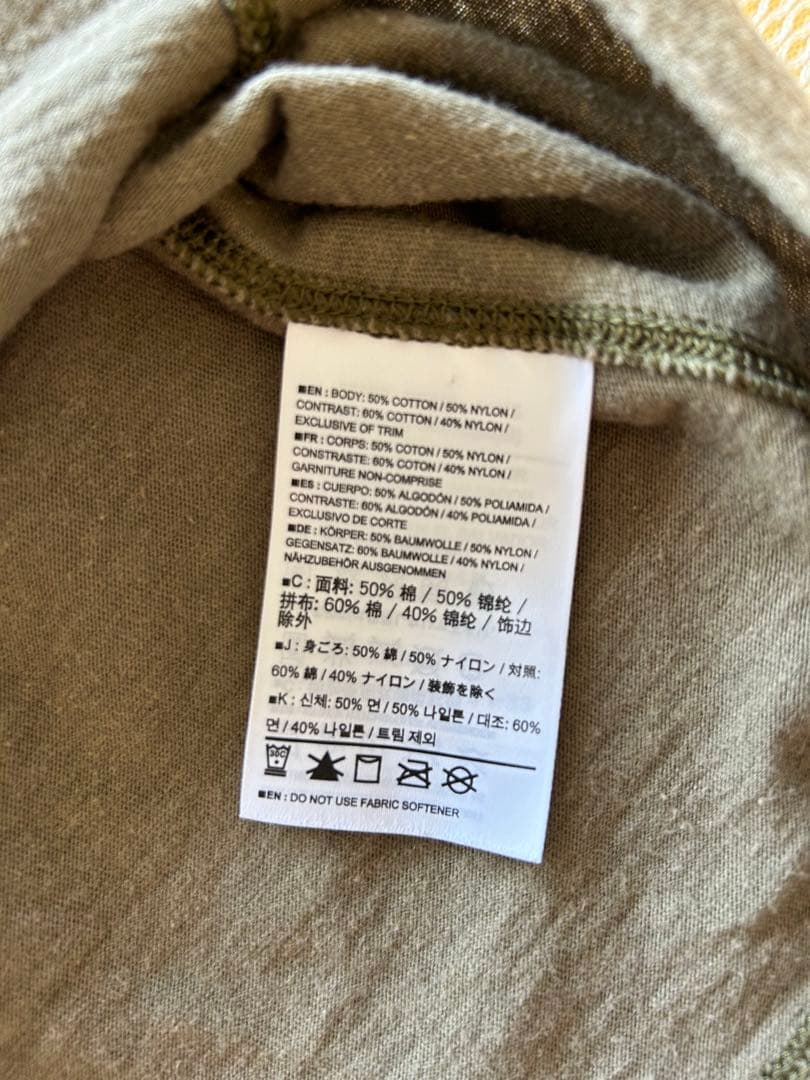 ■EN : BODY: 50% COTTON / 50% NYLON /
CONTRAST: 60% COTTON / 40% NYLON /
EXCLUSIVE OF TRIM
■FR : CORPS: 50% COTON / 50% NYLON /
CONSTRASTE: 60% COTON / 40% NYLON /
GARNITURE NON-COMPRISE
■ES : CUERPO: 50% ALGODÓN / 50% POLIAMIDA /
CONTRASTE: 60% ALGODÓN / 40% POLIAMIDA /
EXCLUSIVO DE CORTE
■DE : KÖRPER: 50% BAUMWOLLE / 50% NYLON /
GEGENSATZ: 60% BAUMWOLLE / 40% NYLON /
NÄHZUBEHÖR AUSGENOMMEN
■C : 面料: 50% 棉 / 50% 锦纶 /
拼布: 60% 棉 / 40% 锦纶 / 饰边
除外
■J : 身ごろ: 50% 綿 / 50% ナイロン / 対照:
60% 綿 / 40% ナイロン / 装飾を除く
■K : 신체: 50% 면 / 50% 나일론 / 대조: 60%
면 / 40% 나일론 / 트림 제외
30C
■EN : DO NOT USE FABRIC SOFTENER